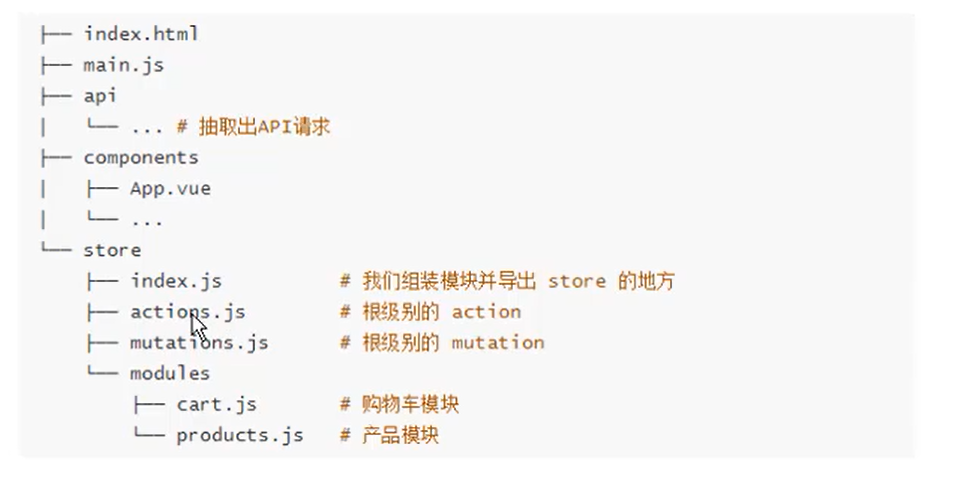 ├── index.html
├── main.js
├── api
│   └── ... # 抽取出API请求
├── components
│   ├── App.vue
│   └── ...
└── store
    ├── index.js          # 我们组装模块并导出 store 的地方
    ├── actions.js        # 根级别的 action
    ├── mutations.js      # 根级别的 mutation
    └── modules
        ├── cart.js       # 购物车模块
        └── products.js   # 产品模块